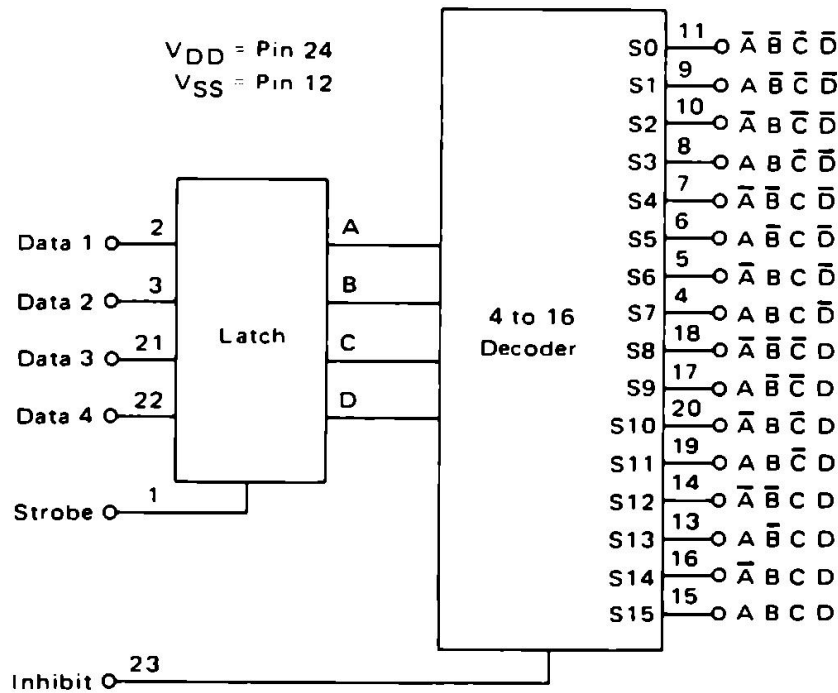 VDD = Pin 24
VSS = Pin 12
S0 11 A̅ B̅ C̅ D̅
S1 9 A B̅ C̅ D̅
S2 10 A̅ B C̅ D̅
S3 8 A B C̅ D̅
S4 7 A̅ B̅ C D̅
S5 6 A B̅ C D̅
S6 5 A̅ B C D̅
S7 4 A B C D̅
S8 18 A̅ B̅ C̅ D
S9 17 A B̅ C̅ D
S10 20 A̅ B C̅ D
S11 19 A B C̅ D
S12 14 A̅ B̅ C D
S13 13 A B̅ C D
S14 16 A̅ B C D
S15 15 A B C D
Data 1 2 A
Data 2 3 B
Data 3 21 C
Data 4 22 D
Latch
4 to 16
Decoder
Strobe 1
Inhibit 23